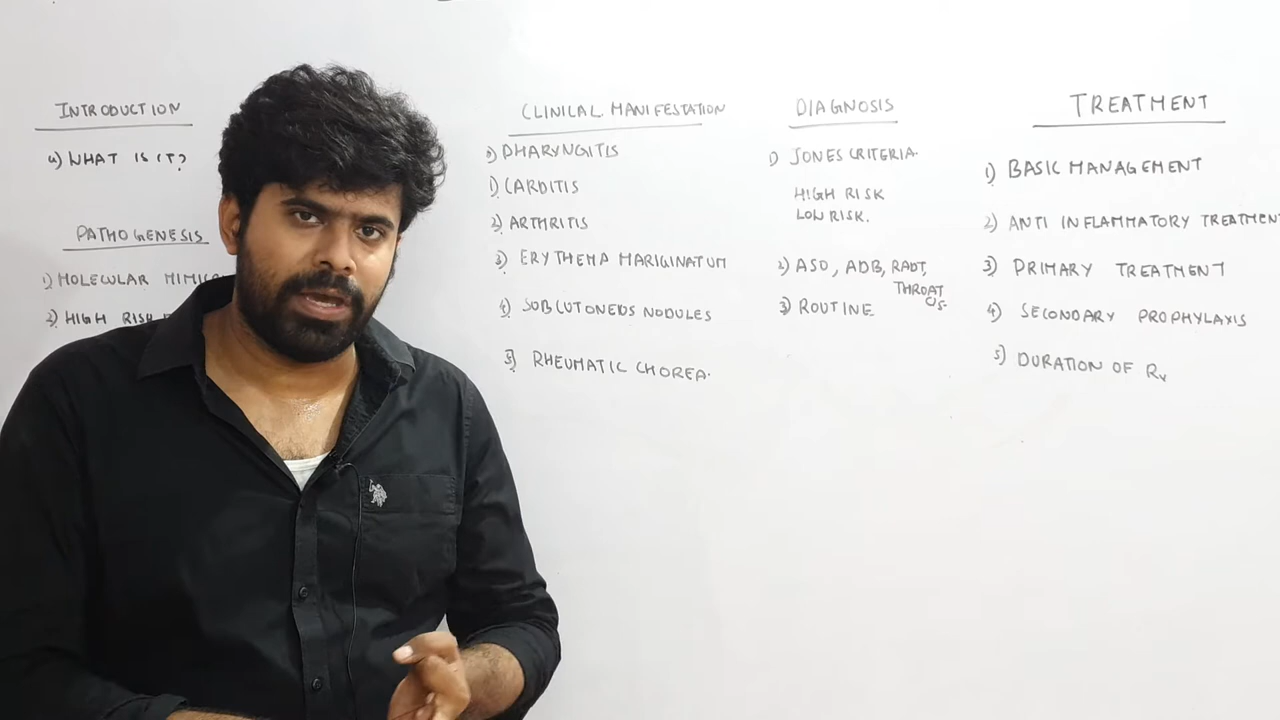 INTRODUCTION
a) WHAT IS IT?
PATHOGENESIS
1) MOLECULAR
2) HIGH RISK
CLINICAL MANIFESTATION
0) PHARYNGITIS
1) CARDITIS
2) ARTHRITIS
3) ERYTHEMA MARIGINATUM
4) SUBCUTONEOUS NODULES
5) RHEUMATIC CHOREA.
DIAGNOSIS
1) JONES CRITERIA.
HIGH RISK
LOW RISK.
2) ASO, ADB, RADT,
THROAT
C/S.
3) ROUTINE
TREATMENT
1) BASIC MANAGEMENT
2) ANTI INFLAMMATORY TREATMEN
3) PRIMARY TREATMENT
4) SECONDARY PROPHYLAXIS
5) DURATION OF Rx